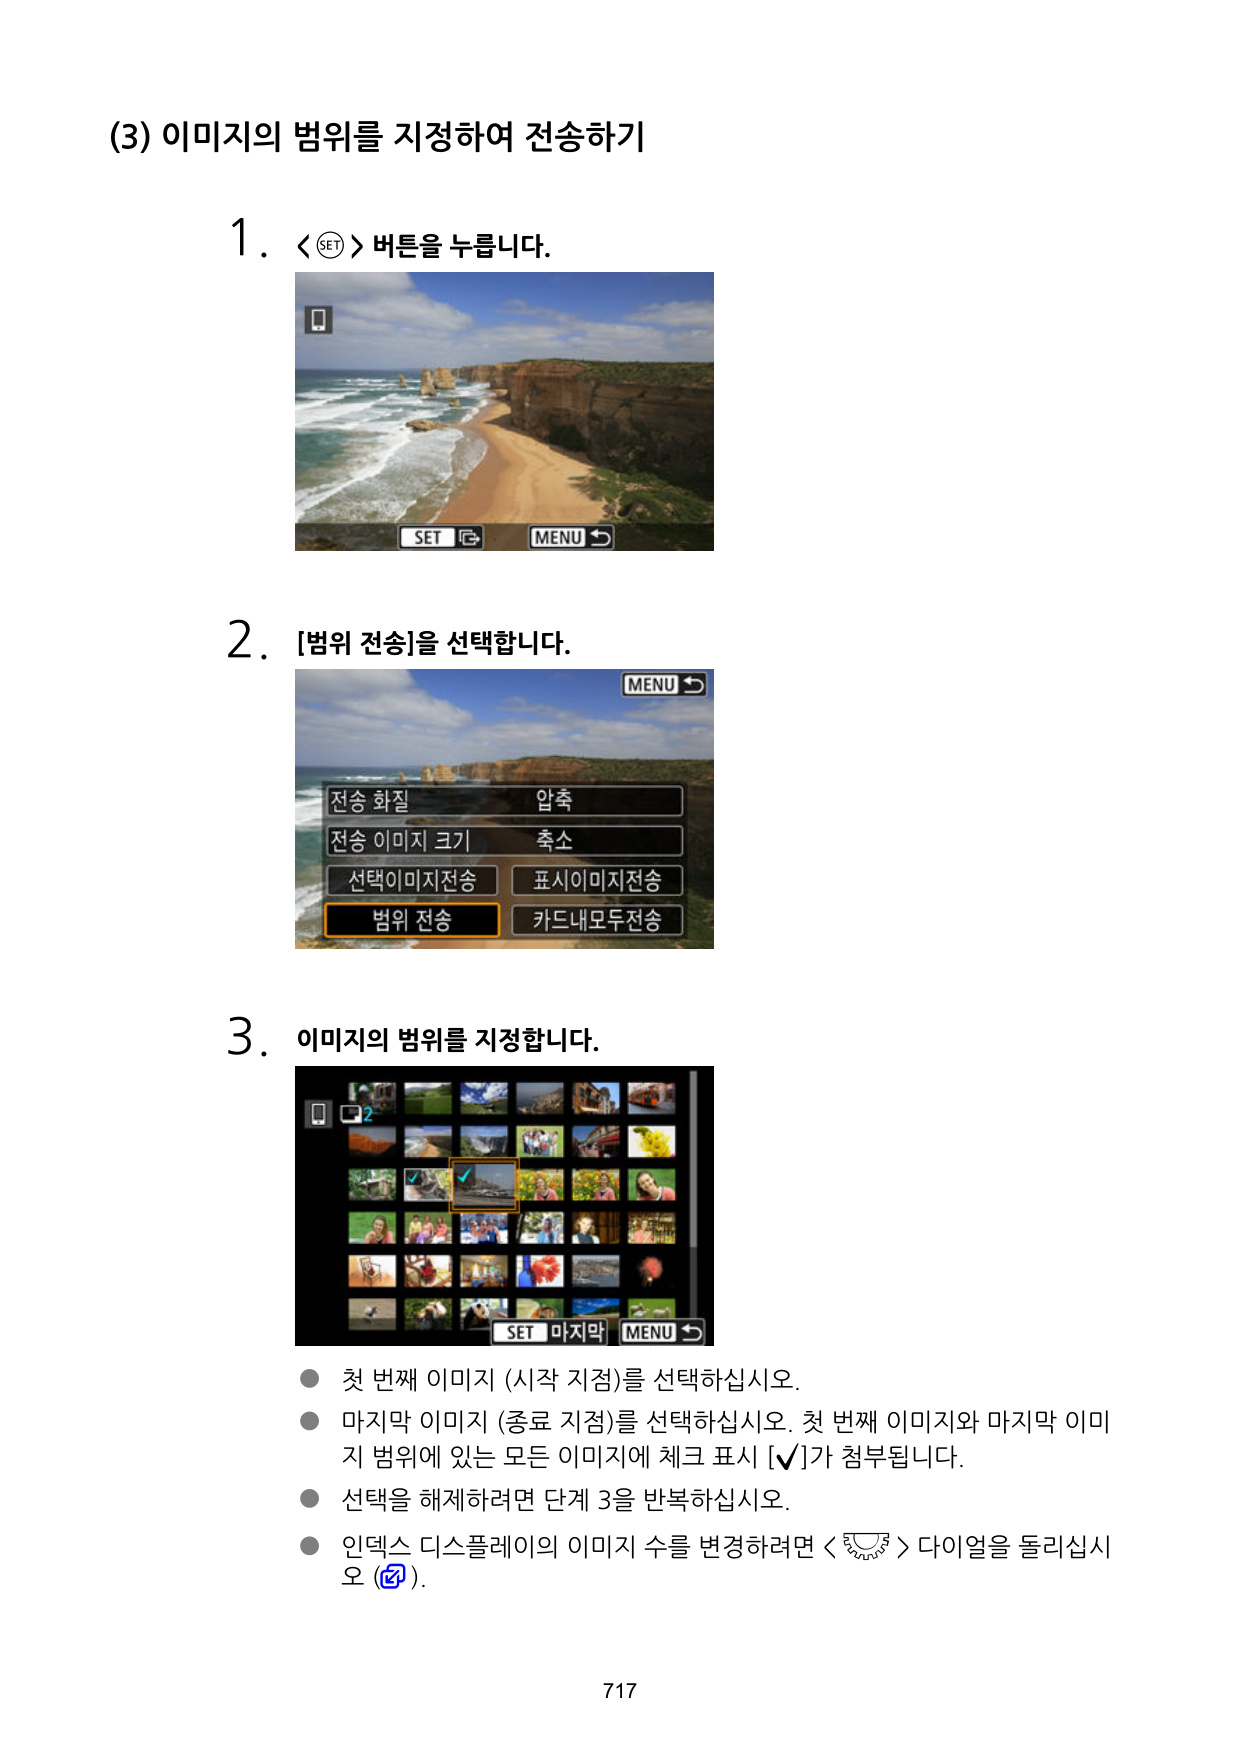 (3) 이미지의 범위를 지정하여 전송하기
1. < SET > 버튼을 누릅니다.
SET MENU
2. [범위 전송]을 선택합니다.
MENU
전송 화질 압축
전송 이미지 크기 축소
선택이미지전송 표시이미지전송
범위 전송 카드내모두전송
3. 이미지의 범위를 지정합니다.
2
SET 마지막 MENU
● 첫 번째 이미지 (시작 지점)를 선택하십시오.
● 마지막 이미지 (종료 지점)를 선택하십시오. 첫 번째 이미지와 마지막 이미
지 범위에 있는 모든 이미지에 체크 표시 [✓]가 첨부됩니다.
● 선택을 해제하려면 단계 3을 반복하십시오.
● 인덱스 디스플레이의 이미지 수를 변경하려면 < > 다이얼을 돌리십시
오 ( ).
717